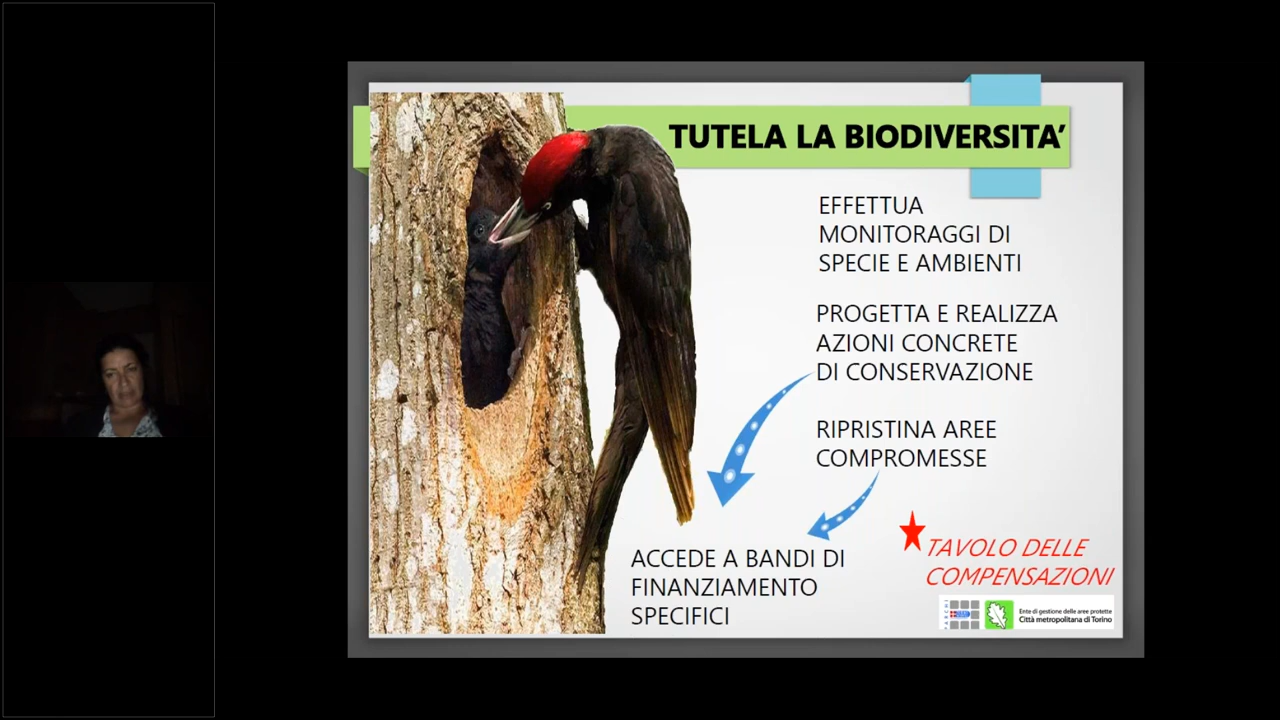 TUTELA LA BIODIVERSITA'
EFFETTUA
MONITORAGGI DI
SPECIE E AMBIENTI
PROGETTA E REALIZZA
AZIONI CONCRETE
DI CONSERVAZIONE
RIPRISTINA AREE
COMPROMESSE
ACCEDE A BANDI DI
FINANZIAMENTO
SPECIFICI
TAVOLO DELLE
COMPENSAZIONI
Ente di gestione delle aree protette
Città metropolitana di Torino